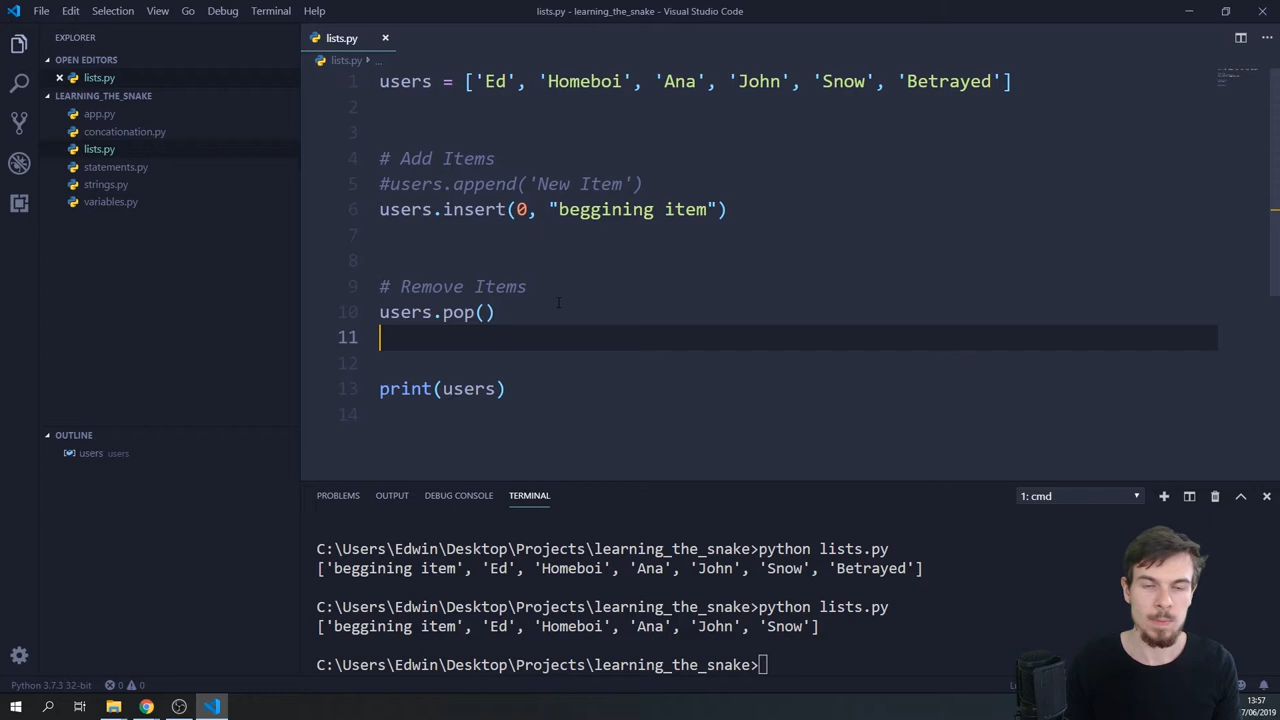 File Edit Selection View Go Debug Terminal Help
lists.py - learning_the_snake - Visual Studio Code
EXPLORER
OPEN EDITORS
lists.py
LEARNING_THE_SNAKE
app.py
concationation.py
lists.py
statements.py
strings.py
variables.py
OUTLINE
users users
lists.py
lists.py ...
1 users = ['Ed', 'Homeboi', 'Ana', 'John', 'Snow', 'Betrayed']
2
3
4 # Add Items
5 #users.append('New Item')
6 users.insert(0, "beggining item")
7
8
9 # Remove Items
10 users.pop()
11
12
13 print(users)
14
PROBLEMS OUTPUT DEBUG CONSOLE TERMINAL
1: cmd
C:\Users\Edwin\Desktop\Projects\learning_the_snake>python lists.py
['beggining item', 'Ed', 'Homeboi', 'Ana', 'John', 'Snow', 'Betrayed']
C:\Users\Edwin\Desktop\Projects\learning_the_snake>python lists.py
['beggining item', 'Ed', 'Homeboi', 'Ana', 'John', 'Snow']
C:\Users\Edwin\Desktop\Projects\learning_the_snake>
Python 3.7.3 32-bit 0 0
13:57
7/06/2019